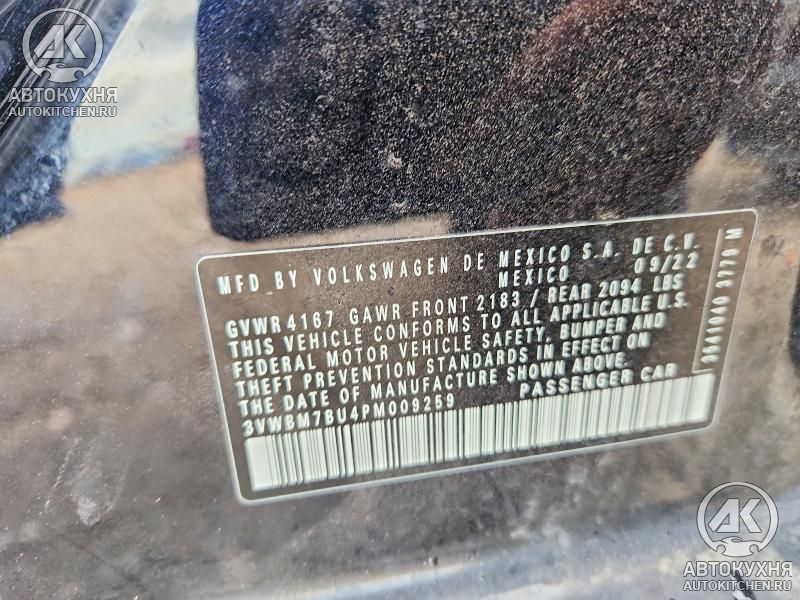 AK
АВТОКУХНЯ
AUTOKITCHEN.RU
MFD BY VOLKSWAGEN DE MEXICO S.A. DE C.V.
MEXICO 09/22
GVWR 4167 GAWR FRONT 2183 / REAR 2094 LBS
THIS VEHICLE CONFORMS TO ALL APPLICABLE U.S.
FEDERAL MOTOR VEHICLE SAFETY, BUMPER AND
THEFT PREVENTION STANDARDS IN EFFECT ON
THE DATE OF MANUFACTURE SHOWN ABOVE.
3VWBM7BU4PM009259 PASSENGER CAR
AK
АВТОКУХНЯ
AUTOKITCHEN.RU